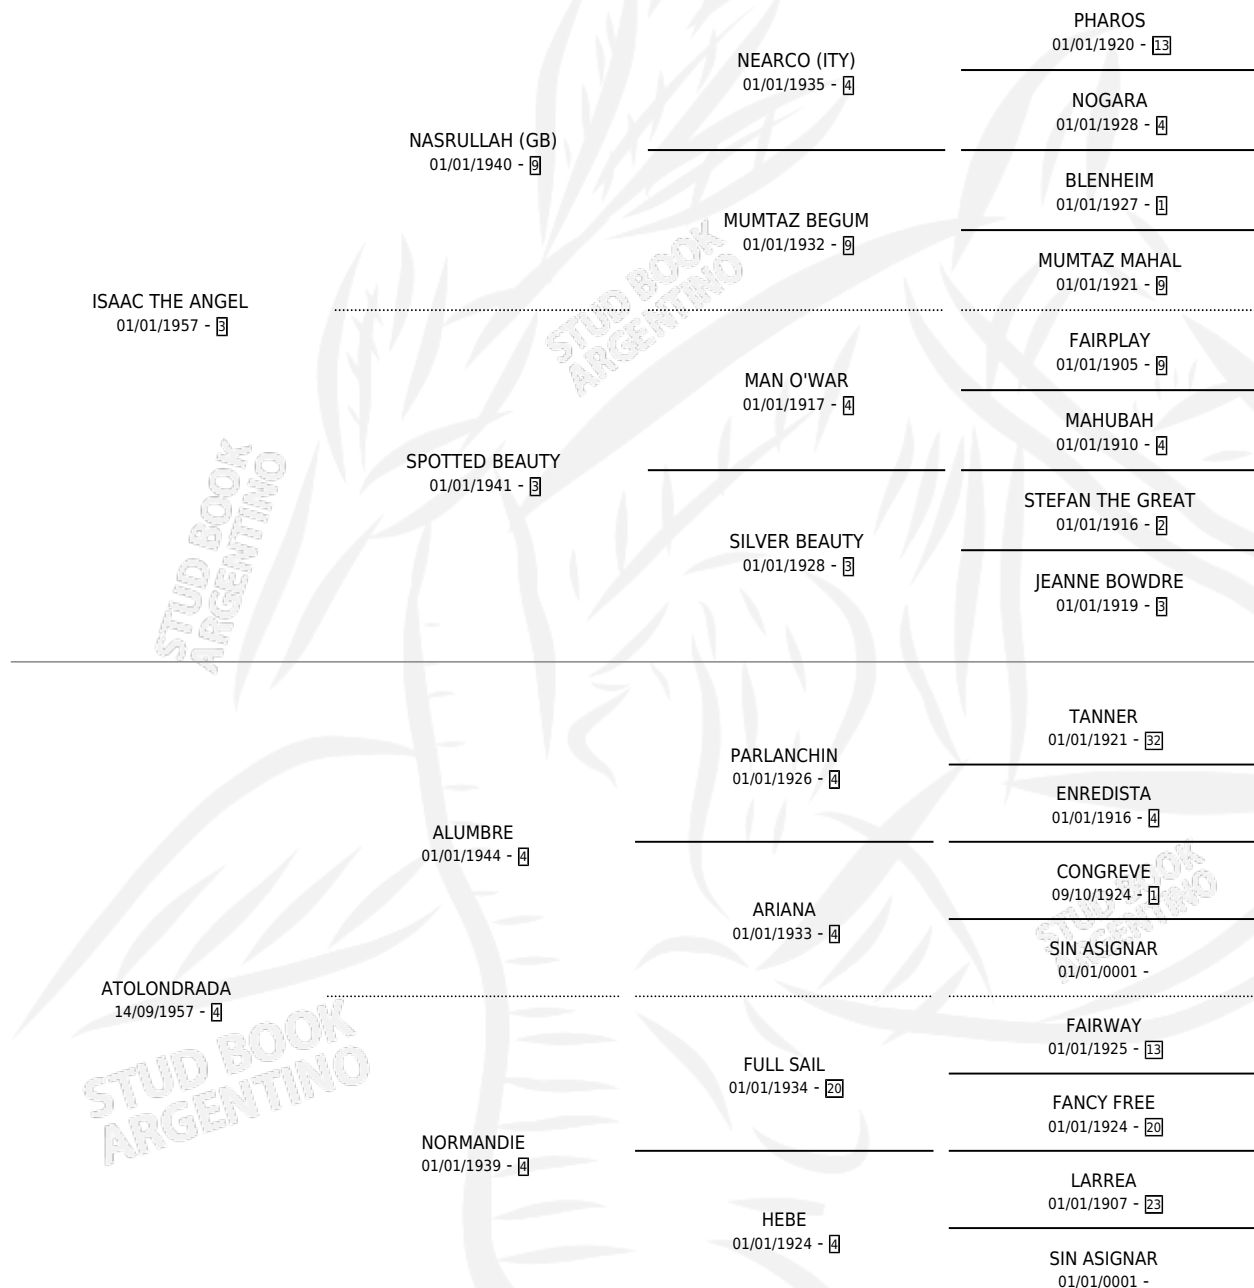 PHAROS
01/01/1920 - 13
NEARCO (ITY)
01/01/1935 - 4
NOGARA
01/01/1928 - 4
NASRULLAH (GB)
01/01/1940 - 9
BLENHEIM
01/01/1927 - 1
MUMTAZ BEGUM
01/01/1932 - 9
MUMTAZ MAHAL
01/01/1921 - 9
ISAAC THE ANGEL
01/01/1957 - 3
STUD BOOK
ARGENTINO
FAIRPLAY
01/01/1905 - 9
MAN O'WAR
01/01/1917 - 4
MAHUBAH
01/01/1910 - 4
SPOTTED BEAUTY
01/01/1941 - 3
STEFAN THE GREAT
01/01/1916 - 2
SILVER BEAUTY
01/01/1928 - 3
JEANNE BOWDRE
01/01/1919 - 3
STUD BOOK
ARGENTINO
TANNER
01/01/1921 - 32
PARLANCHIN
01/01/1926 - 4
ENREDISTA
01/01/1916 - 4
ALUMBRE
01/01/1944 - 4
CONGREVE
09/10/1924 - 1
ARIANA
01/01/1933 - 4
STUD BOOK
ARGENTINO
SIN ASIGNAR
01/01/0001 -
ATOLONDRADA
14/09/1957 - 4
STUD BOOK
ARGENTINO
FAIRWAY
01/01/1925 - 13
FULL SAIL
01/01/1934 - 20
FANCY FREE
01/01/1924 - 20
NORMANDIE
01/01/1939 - 4
LARREA
01/01/1907 - 23
HEBE
01/01/1924 - 4
SIN ASIGNAR
01/01/0001 -